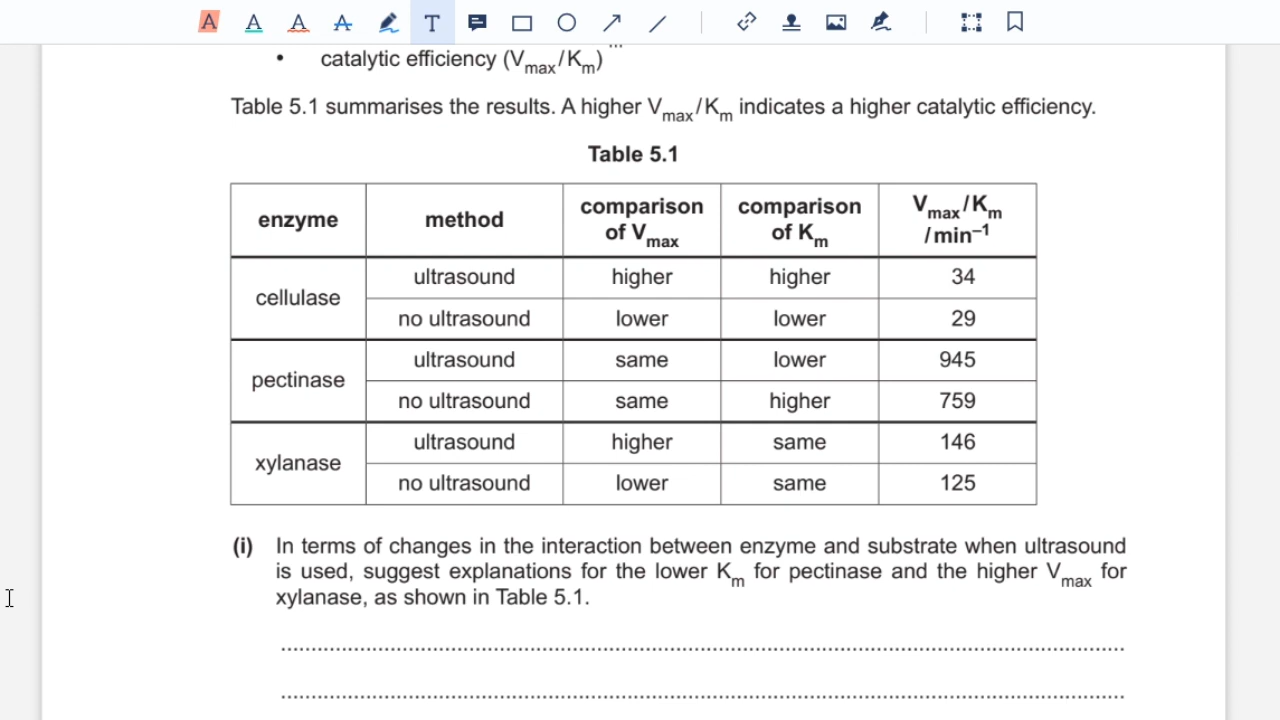 • catalytic efficiency (Vmax/Km)
Table 5.1 summarises the results. A higher Vmax/Km indicates a higher catalytic efficiency.
Table 5.1
enzyme method comparison of Vmax comparison of Km Vmax/Km /min–1
cellulase ultrasound higher higher 34
no ultrasound lower lower 29
pectinase ultrasound same lower 945
no ultrasound same higher 759
xylanase ultrasound higher same 146
no ultrasound lower same 125
(i) In terms of changes in the interaction between enzyme and substrate when ultrasound
is used, suggest explanations for the lower Km for pectinase and the higher Vmax for
xylanase, as shown in Table 5.1.